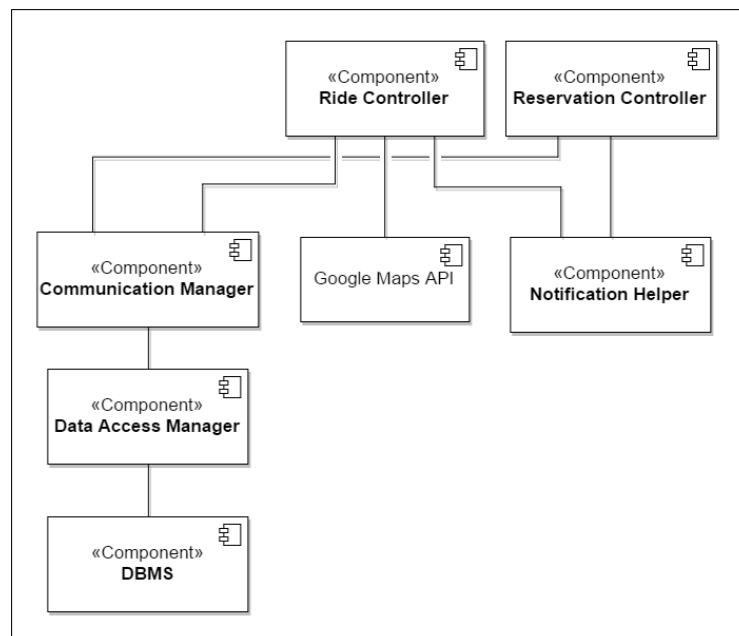 «Component»
Ride Controller
«Component»
Reservation Controller
«Component»
Communication Manager
Google Maps API
«Component»
Notification Helper
«Component»
Data Access Manager
«Component»
DBMS